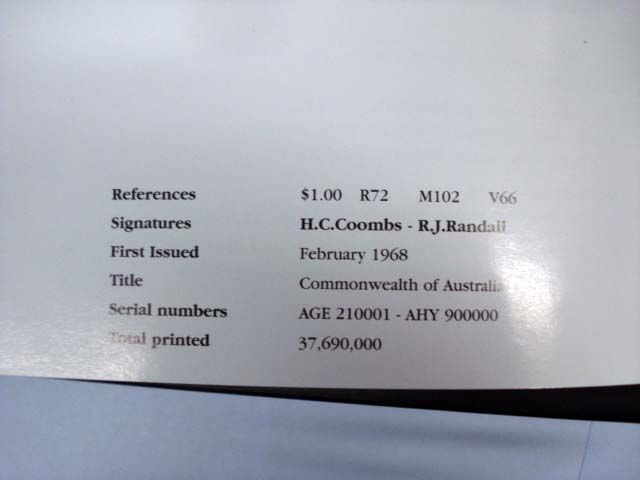 References $1.00 R72 M102 V66
Signatures H.C.Coombs - R.J.Randall
First Issued February 1968
Title Commonwealth of Australia
Serial numbers AGE 210001 - AHY 900000
Total printed 37,690,000